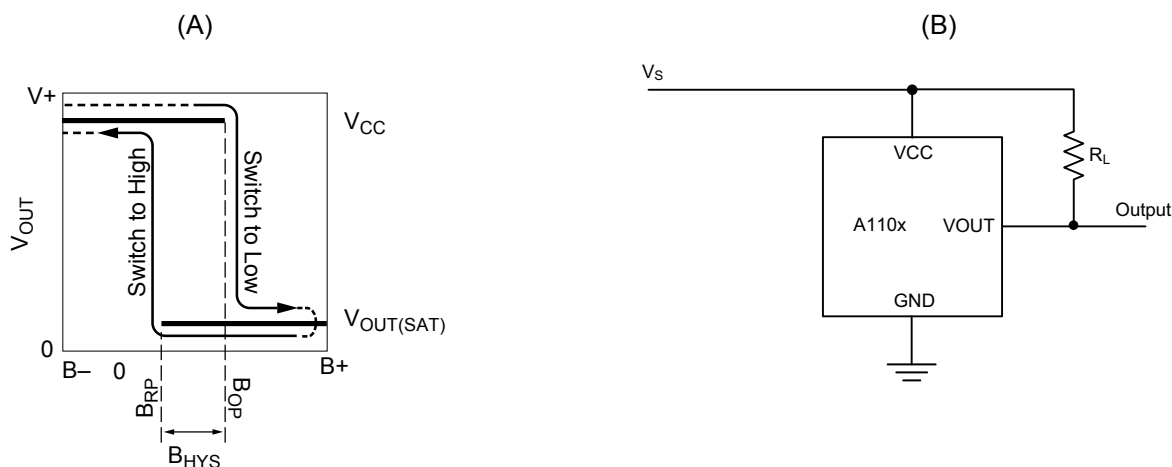 (A)
V+
VCC
Switch to High
Switch to Low
VOUT
VOUT(SAT)
0
B– 0 B+
BRP
BOP
BHYS
(B)
VS
VCC
RL
A110x
VOUT
Output
GND